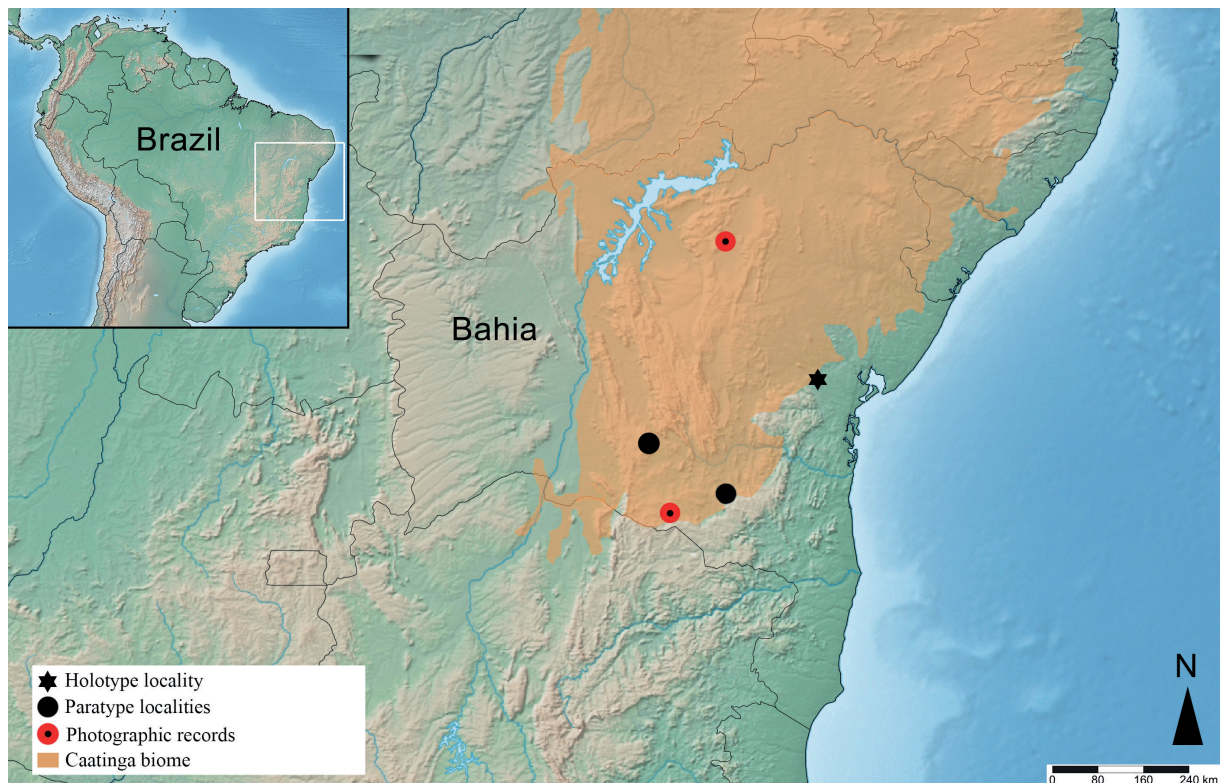 Brazil
Bahia
Holotype locality
Paratype localities
Photographic records
Caatinga biome
N
0 80 160 240 km